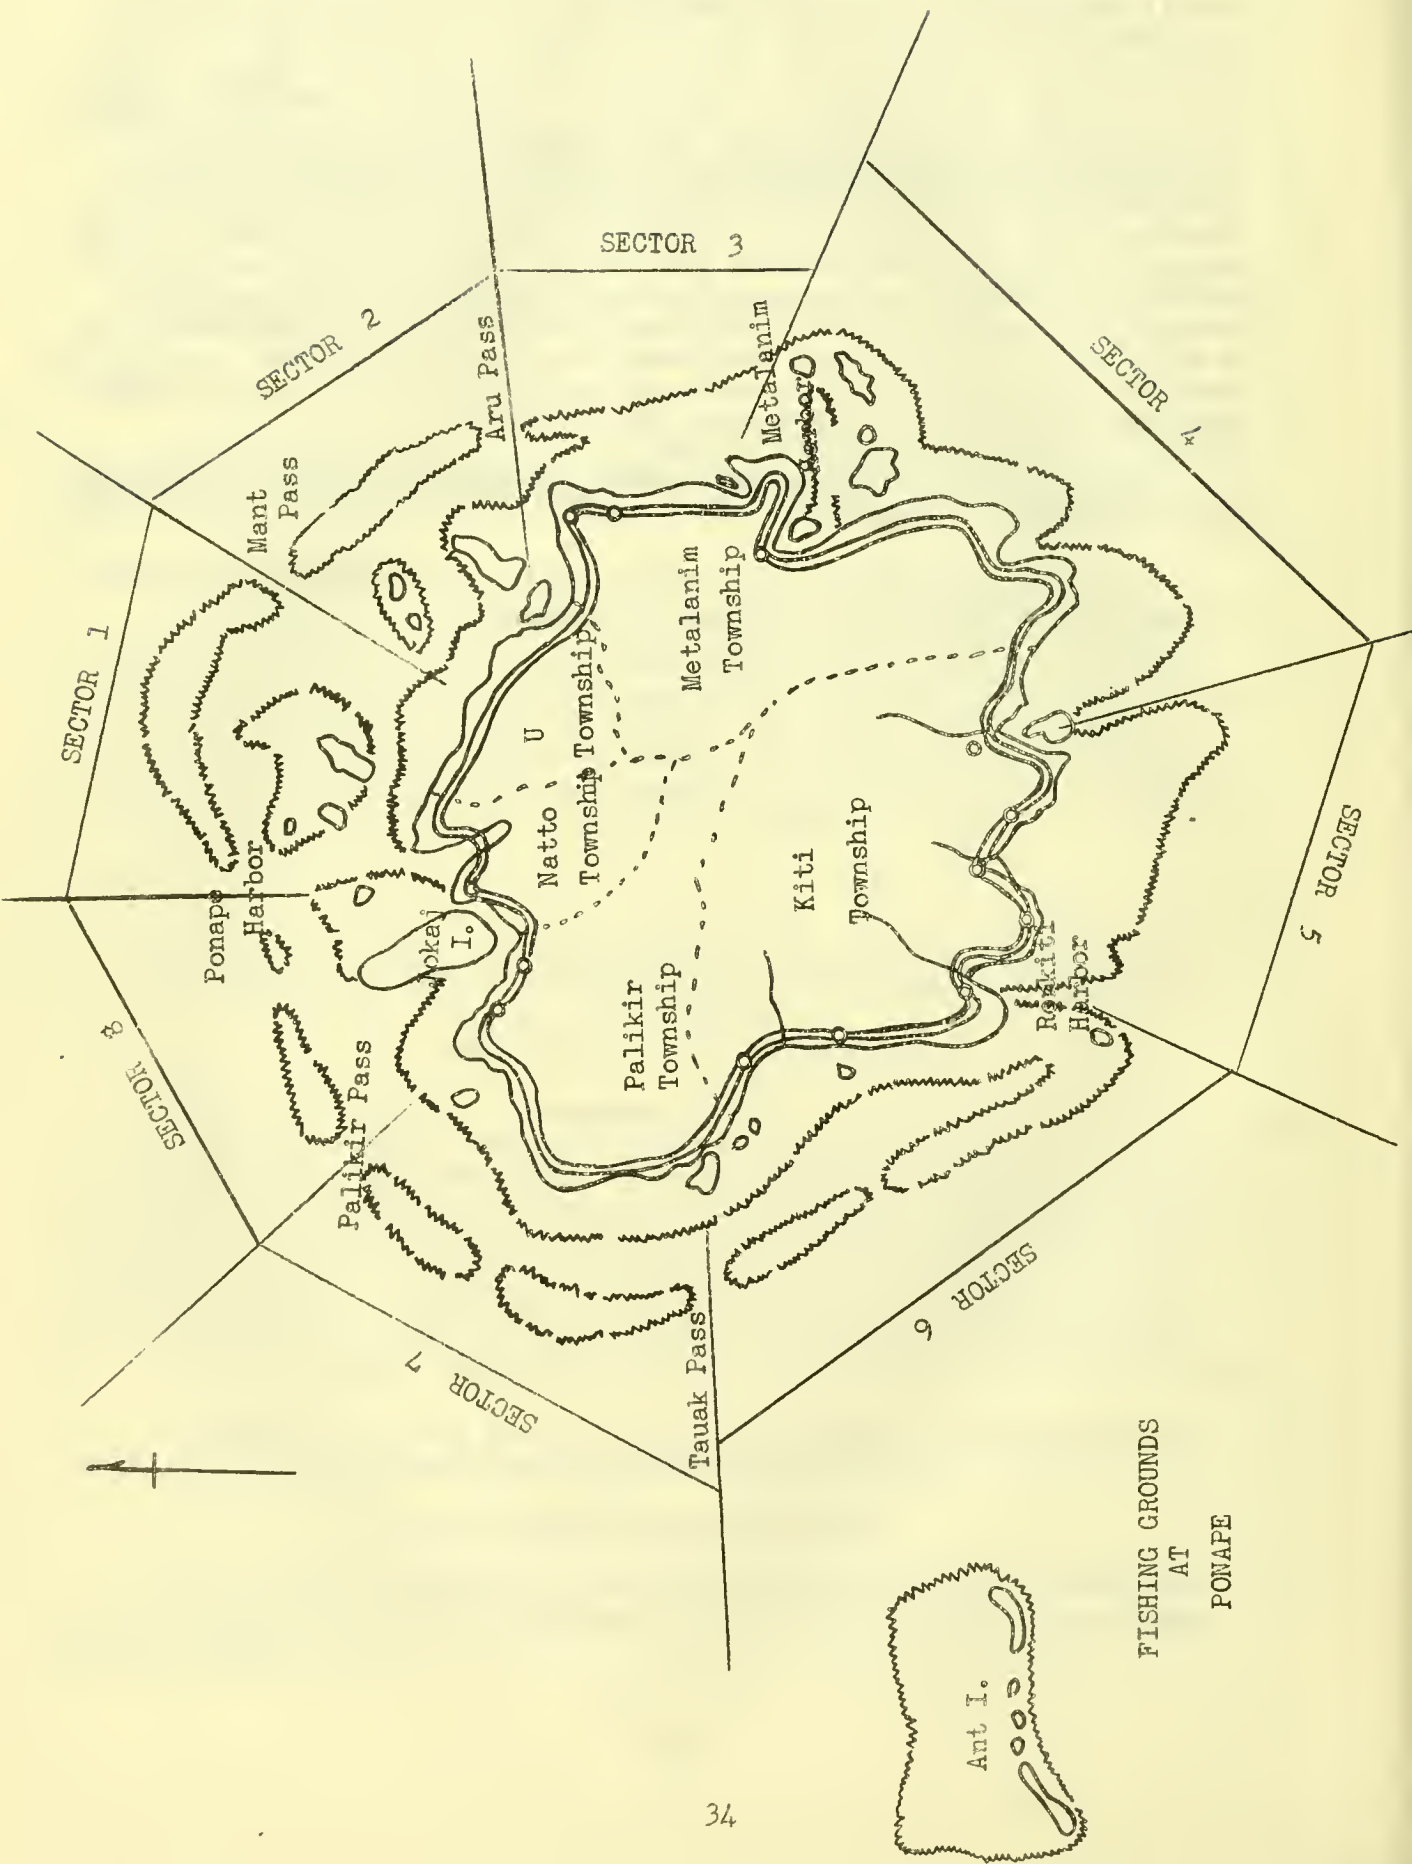 SECTOR 1
SECTOR 2
SECTOR 3
SECTOR
SECTOR 5
SECTOR 6
SECTOR 7
SECTOR 8
Mant
Pass
Aru Pass
Metalanim
Harbor
Ponape
Harbor
Jokaj
I.
Palikir Pass
Tauak Pass
Ronkiti
Harbor
U
Township
Natto
Township
Metalanim
Township
Palikir
Township
Kiti
Township
Ant I.
FISHING GROUNDS
AT
PONAPE
34